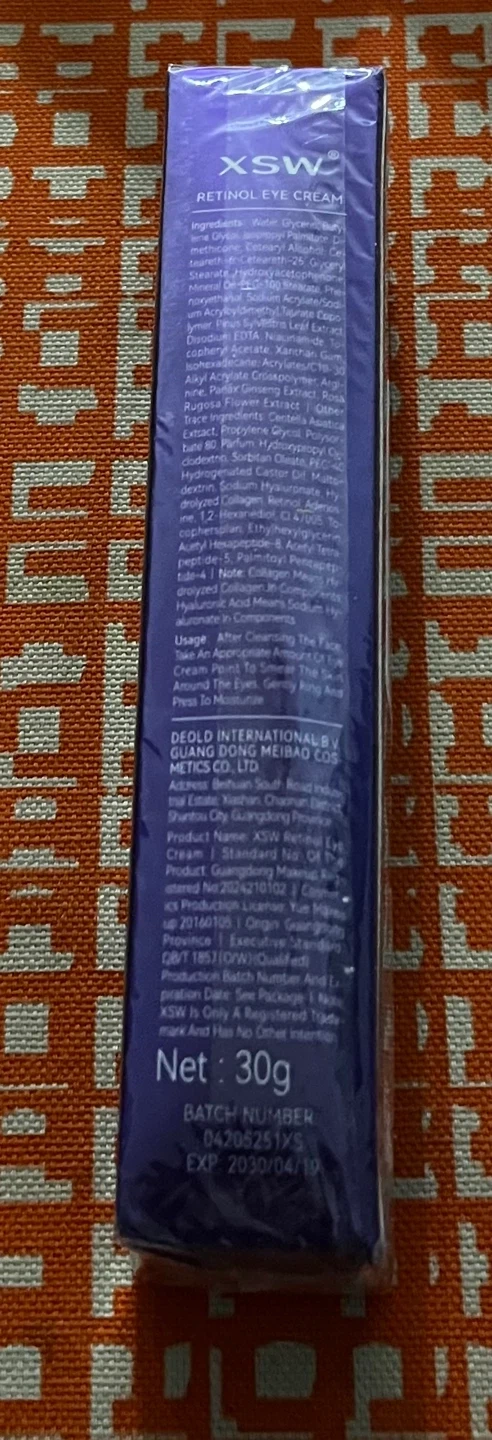 XSW®
RETINOL EYE CREAM
Ingredients: Water, Glycerin, Buty
lene Glycol, Isopropyl Palmitate, Di
methicone, Cetearyl Alcohol, Ce
teareth-6, Ceteareth-25, Glyceryl
Stearate, Hydroxyacetophenone,
Mineral Oil, PEG-100 Stearate, Phe
noxyethanol, Sodium Acrylate/Sodi
um Acryloyldimethyl Taurate Copo
lymer, Pinus Sylvestris Leaf Extract,
Disodium EDTA, Niacinamide, To
copheryl Acetate, Xanthan Gum,
Isohexadecane, Acrylates/C10-30
Alkyl Acrylate Crosspolymer, Argi
nine, Panax Ginseng Extract, Rosa
Rugosa Flower Extract | Other
Trace Ingredients: Centella Asiatica
Extract, Propylene Glycol, Polysor
bate 80, Parfum, Hydroxypropyl Cy
clodextrin, Sorbitan Oleate, PEG-40
Hydrogenated Castor Oil, Malto
dextrin, Sodium Hyaluronate, Hy
drolyzed Collagen, Retinol, Adenos
ine, 1,2-Hexanediol, CI 47005, To
copherolan, Ethylhexylglycerin,
Acetyl Hexapeptide-8, Acetyl Tetra
peptide-5, Palmitoyl Pentapep
tide-4 | Note: Collagen Means Hy
drolyzed Collagen In Components
Hyaluronic Acid Means Sodium Hy
aluronate In Components
Usage: After Cleansing The Face,
Take An Appropriate Amount Of Eye
Cream Point To The Skin
Around The Eyes, Gently And
Press To Moisturize
DEOLD INTERNATIONAL B.V.
GUANG DONG MEIBAO COS
METICS CO., LTD
Address: Beihuan South Road Indus
trial Estate, Xiashan, Chaonan District,
Shantou City, Guangdong Province
Product Name: XSW Retinol Eye
Cream | Standard No. Of The
Product: Guangdong Makeup Reg
istered No.2024210102 | Cosmet
ics Production License: Yue Makeup
20160105 | Origin: Guangdong
Province | Executive Standard:
QB/T 1857(O/W)(Qualified)
Production Batch Number And Ex
piration Date: See Package | Note:
XSW Is Only A Registered Trade
mark And Has No Other Intention
Net : 30g
BATCH NUMBER
04205251XS
EXP: 2030/04/19